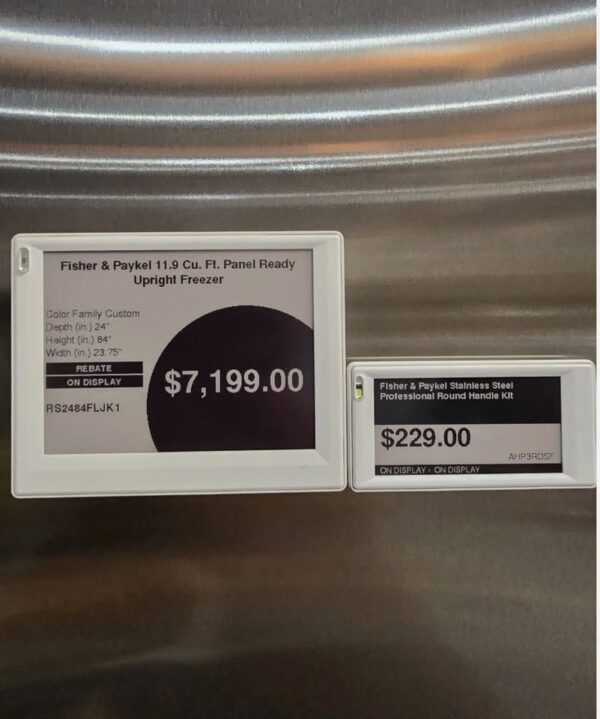 Fisher & Paykel 11.9 Cu. Ft. Panel Ready
Upright Freezer
Color Family Custom
Depth (in.) 24"
Height (in.) 84"
Width (in.) 23.75"
REBATE
ON DISPLAY
RS2484FLJK1
$7,199.00
Fisher & Paykel Stainless Steel
Professional Round Handle Kit
$229.00
AHP3RDSF
ON DISPLAY - ON DISPLAY